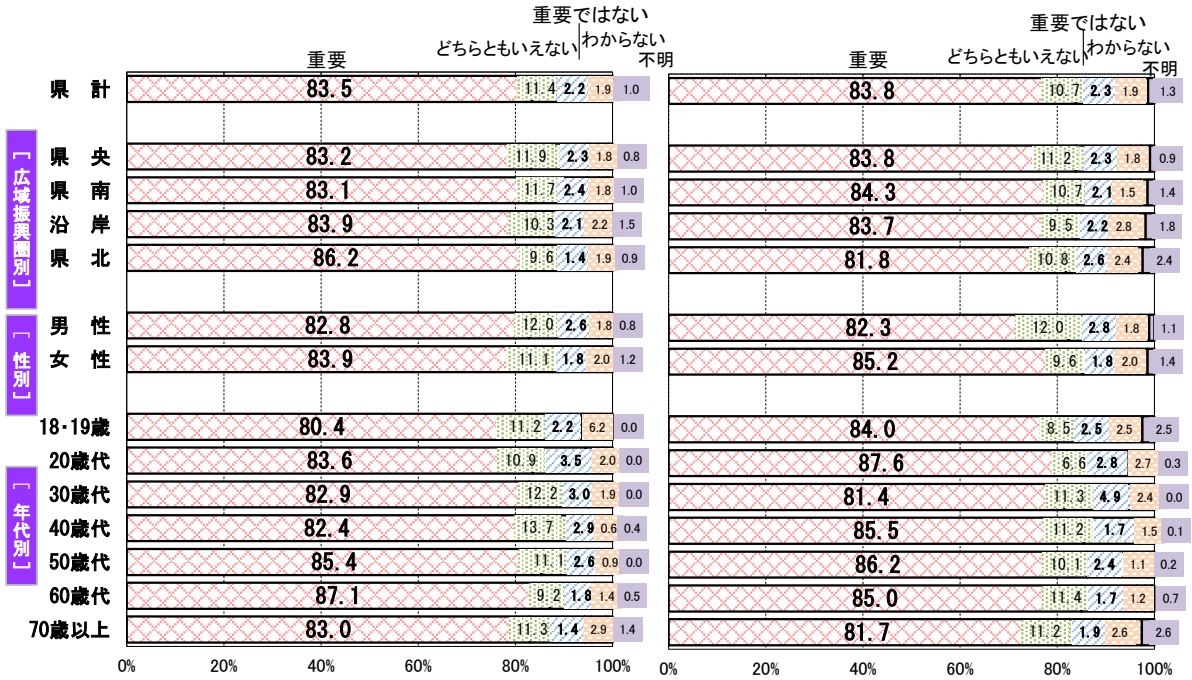 重要ではない 重要ではない
どちらともいえない わからない どちらともいえない わからない
重要 不明 重要 不明
県 計 83.5 11.4 2.2 1.9 1.0 83.8 10.7 2.3 1.9 1.3
[広域振興圏別]
県 央 83.2 11.9 2.3 1.8 0.8 83.8 11.2 2.3 1.8 0.9
県 南 83.1 11.7 2.4 1.8 1.0 84.3 10.7 2.1 1.5 1.4
沿 岸 83.9 10.3 2.1 2.2 1.5 83.7 9.5 2.2 2.8 1.8
県 北 86.2 9.6 1.4 1.9 0.9 81.8 10.8 2.6 2.4 2.4
[性別]
男 性 82.8 12.0 2.6 1.8 0.8 82.3 12.0 2.8 1.8 1.1
女 性 83.9 11.1 1.8 2.0 1.2 85.2 9.6 1.8 2.0 1.4
18・19歳 80.4 11.2 2.2 6.2 0.0 84.0 8.5 2.5 2.5 2.5
[年代別]
20歳代 83.6 10.9 3.5 2.0 0.0 87.6 6.6 2.8 2.7 0.3
30歳代 82.9 12.2 3.0 1.9 0.0 81.4 11.3 4.9 2.4 0.0
40歳代 82.4 13.7 2.9 0.6 0.4 85.5 11.2 1.7 1.5 0.1
50歳代 85.4 11.1 2.6 0.9 0.0 86.2 10.1 2.4 1.1 0.2
60歳代 87.1 9.2 1.8 1.4 0.5 85.0 11.4 1.7 1.2 0.7
70歳以上 83.0 11.3 1.4 2.9 1.4 81.7 11.2 1.9 2.6 2.6
0% 20% 40% 60% 80% 100% 0% 20% 40% 60% 80% 100%